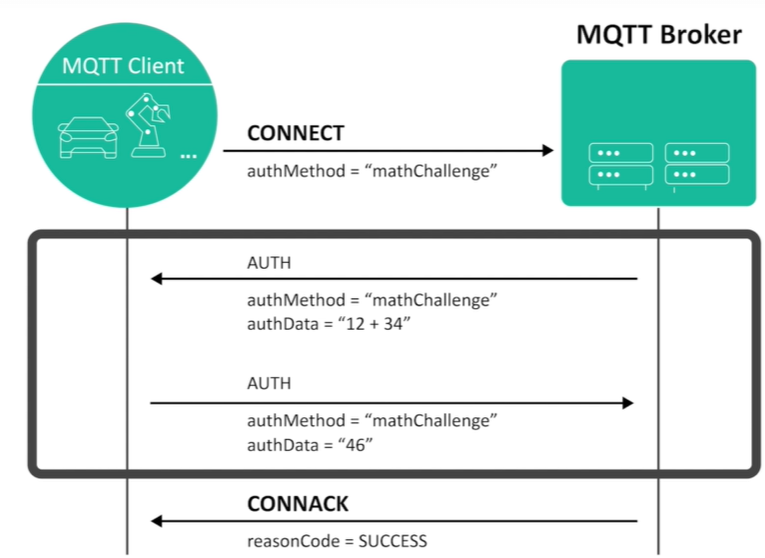 MQTT Broker
MQTT Client
...
CONNECT
authMethod = “mathChallenge”
AUTH
authMethod = “mathChallenge”
authData = “12 + 34”
AUTH
authMethod = “mathChallenge”
authData = “46”
CONNACK
reasonCode = SUCCESS